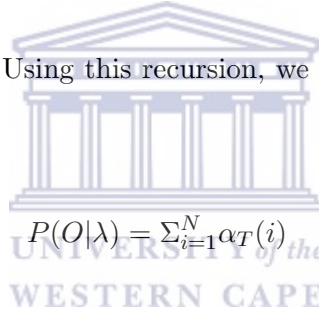 Using this recursion, we
P(O|λ) = Σ_{i=1}^{N} α_T(i)
UNIVERSITY of the
WESTERN CAPE